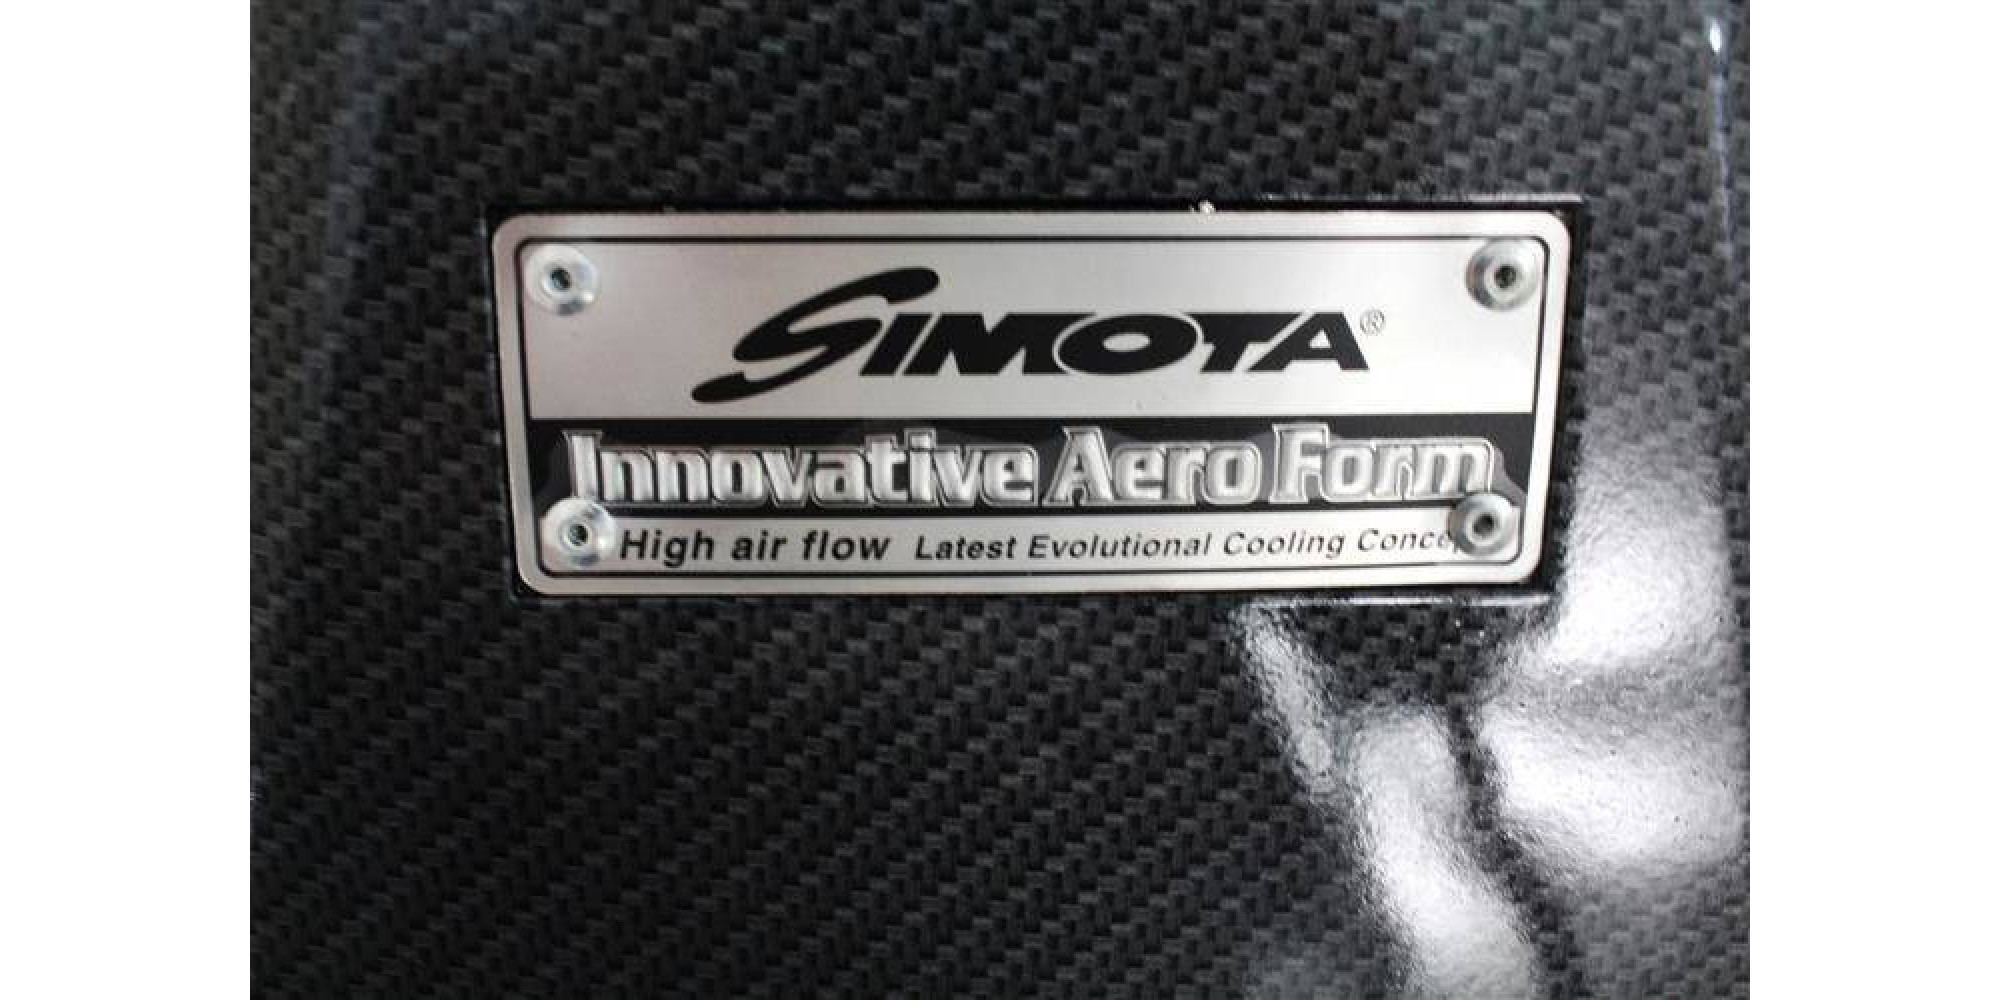 SIMOTA®
Innovative Aero Form
High air flow Latest Evolutional Cooling